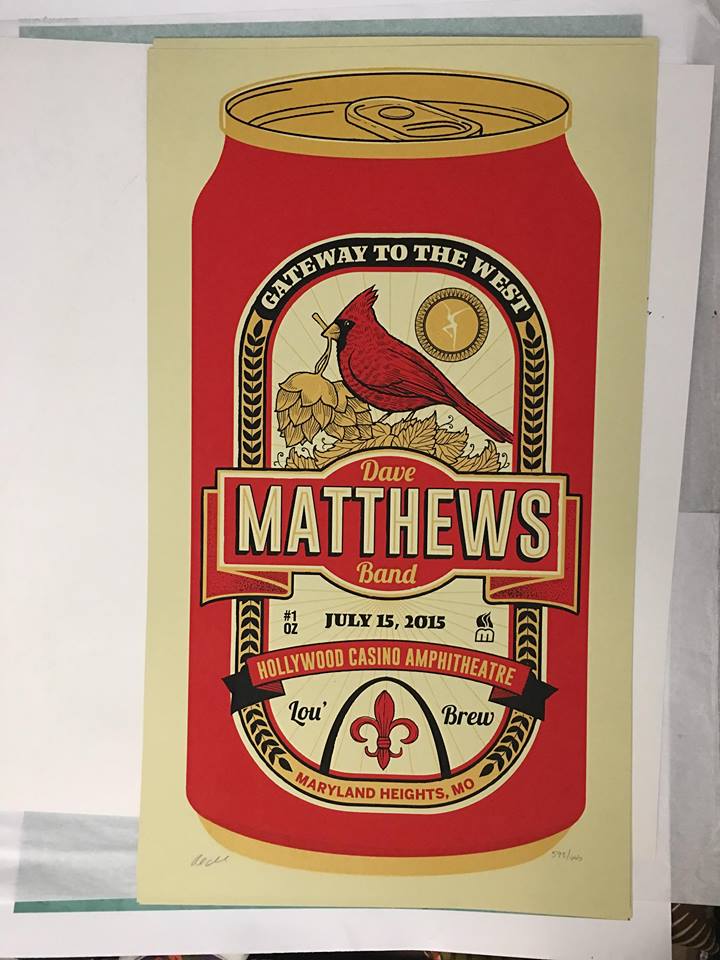 GATEWAY TO THE WEST
Dave
MATTHEWS
Band
#1
OZ
JULY 15, 2015
HOLLYWOOD CASINO AMPHITHEATRE
Lou'
Brew
MARYLAND HEIGHTS, MO